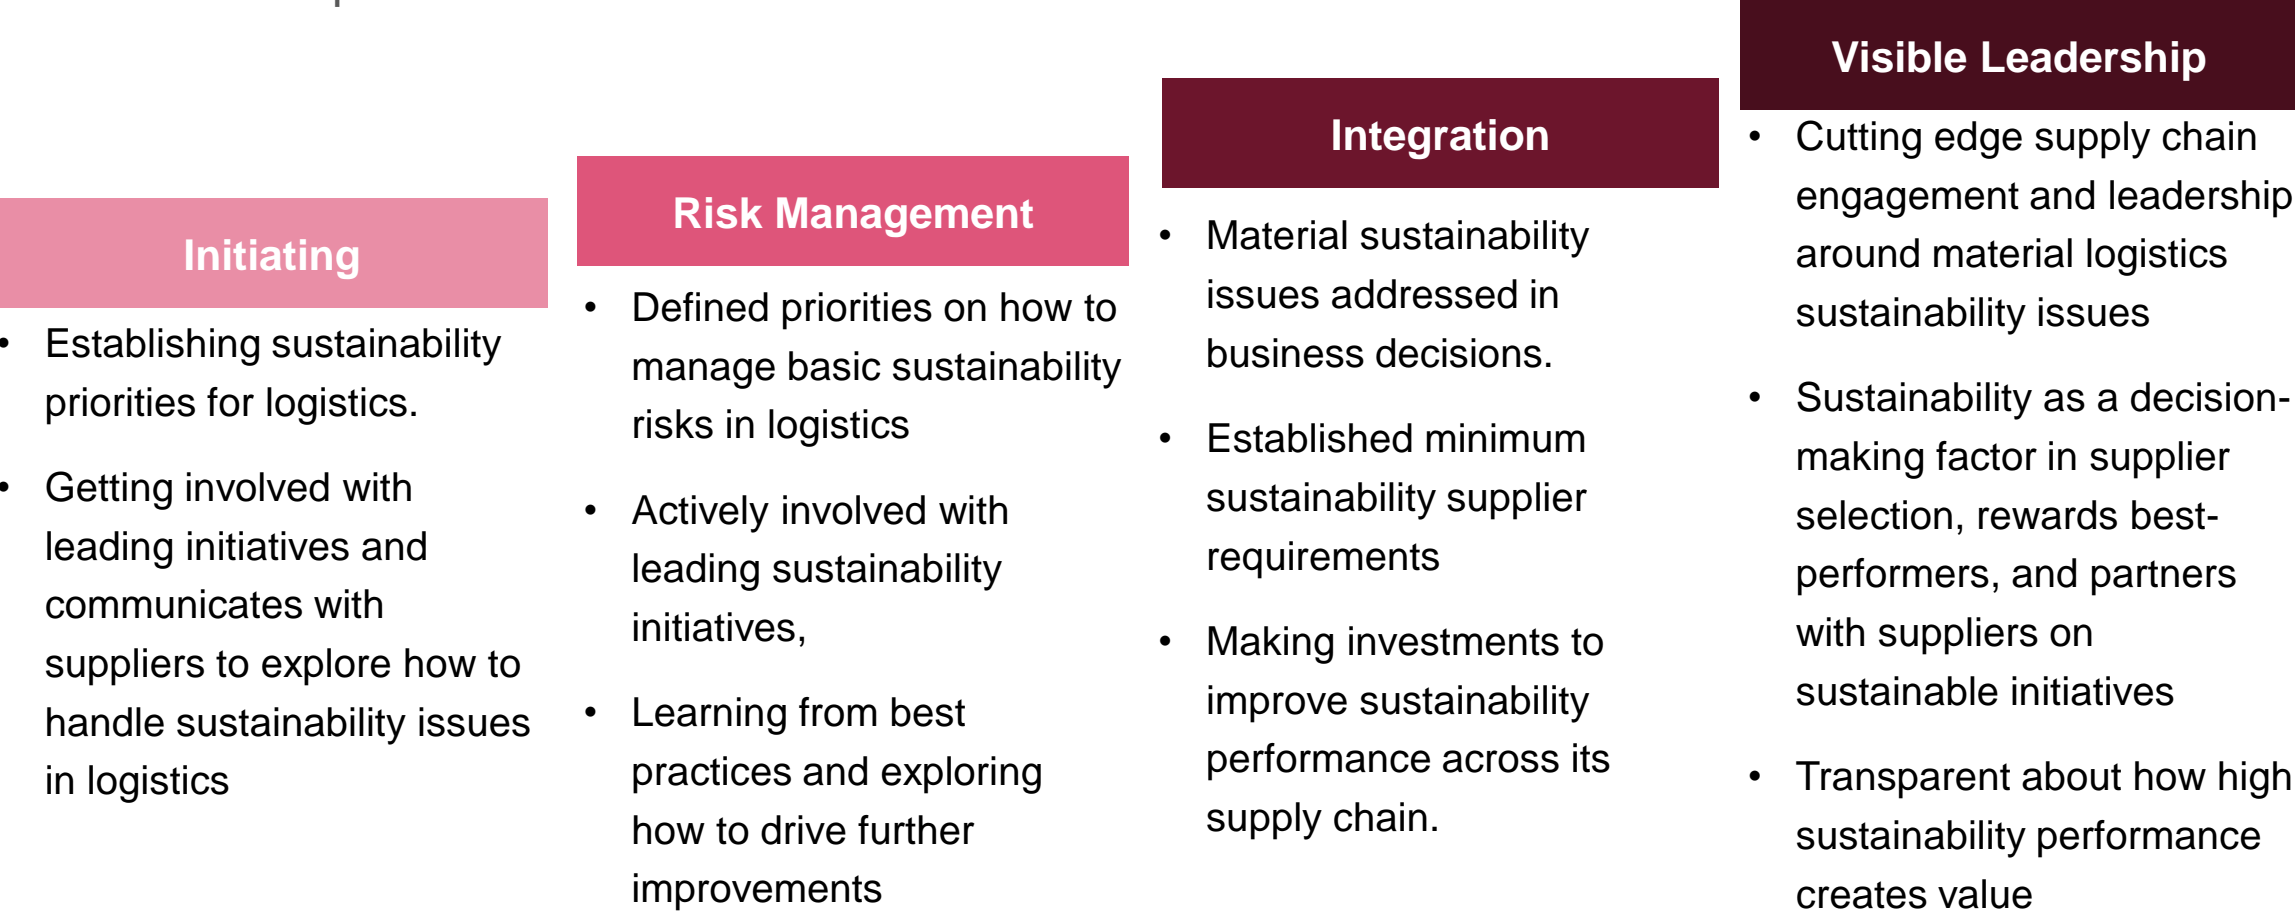 Initiating
• Establishing sustainability
priorities for logistics.
• Getting involved with
leading initiatives and
communicates with
suppliers to explore how to
handle sustainability issues
in logistics
Risk Management
• Defined priorities on how to
manage basic sustainability
risks in logistics
• Actively involved with
leading sustainability
initiatives,
• Learning from best
practices and exploring
how to drive further
improvements
Integration
• Material sustainability
issues addressed in
business decisions.
• Established minimum
sustainability supplier
requirements
• Making investments to
improve sustainability
performance across its
supply chain.
Visible Leadership
• Cutting edge supply chain
engagement and leadership
around material logistics
sustainability issues
• Sustainability as a decision-
making factor in supplier
selection, rewards best-
performers, and partners
with suppliers on
sustainable initiatives
• Transparent about how high
sustainability performance
creates value